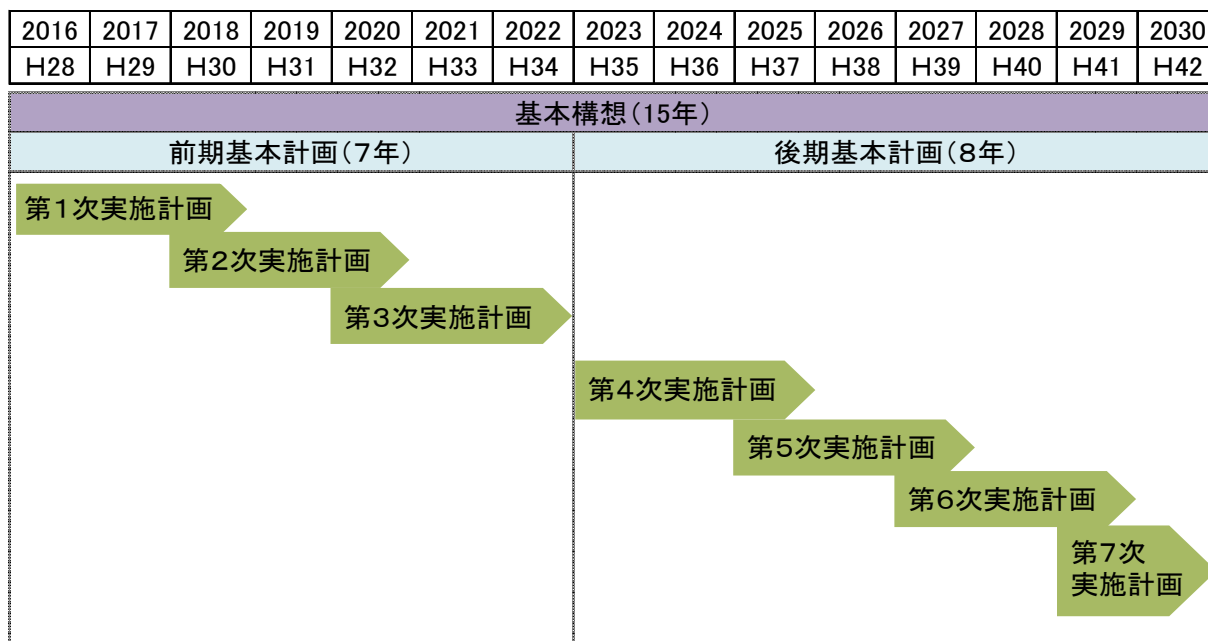 2016 2017 2018 2019 2020 2021 2022 2023 2024 2025 2026 2027 2028 2029 2030
H28 H29 H30 H31 H32 H33 H34 H35 H36 H37 H38 H39 H40 H41 H42
基本構想(15年)
前期基本計画(7年) 後期基本計画(8年)
第1次実施計画
第2次実施計画
第3次実施計画
第4次実施計画
第5次実施計画
第6次実施計画
第7次
実施計画